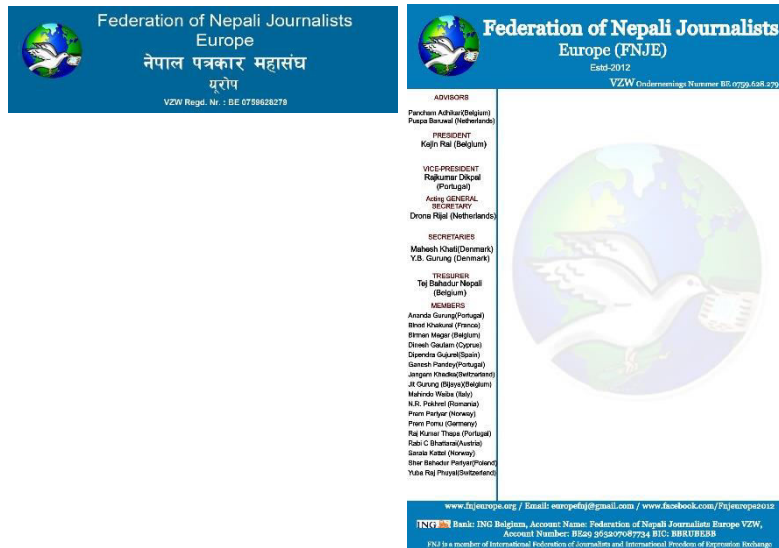 Federation of Nepali Journalists
Europe
नेपाल पत्रकार महासंघ
यूरोप
VZW Regd. Nr. : BE 0759628279
Federation of Nepali Journalists
Europe (FNJE)
Estd-2012
VZW Ondernemings Nummer BE 0759.628.279
ADVISORS
Pancham Adhikari(Belgium)
Puspa Baruwal (Netherlands)
PRESIDENT
Kejin Rai (Belgium)
VICE-PRESIDENT
Rajkumar Dikpal
(Portugal)
Acting GENERAL
SECRETARY
Drona Rijal (Netherlands)
SECRETARIES
Mahesh Khati(Denmark)
Y.B. Gurung (Denmark)
TRESURER
Tej Bahadur Nepali
(Belgium)
MEMBERS
Ananda Gurung(Portugal)
Binod Khakurel (France)
Birmen Magar (Belgium)
Dinesh Gautam (Cyprus)
Dipendra Gujurel(Spain)
Ganesh Pandey(Portugal)
Jangam Khadka(Switzerland)
Jit Gurung (Bijaya)(Belgium)
Mahindo Waiba (Italy)
N.R. Pokhrel (Romania)
Prem Pariyar (Norway)
Prem Pomu (Germany)
Raj Kumar Thapa (Portugal)
Rabi C Bhattarai(Austria)
Sarala Kattel (Norway)
Sher Bahadur Pariyar(Poland)
Yuba Raj Phuyal(Switzerland)
www.fnjeurope.org / Email: europefnj@gmail.com / www.facebook.com/Fnjeurope2012
ING Bank: ING Belgium, Account Name: Federation of Nepali Journalists Europe VZW,
Account Number: BE29 363207087734 BIC: BBRUBEBB
FNJ is a member of International Federation of Journalists and International Freedom of Expression Exchange